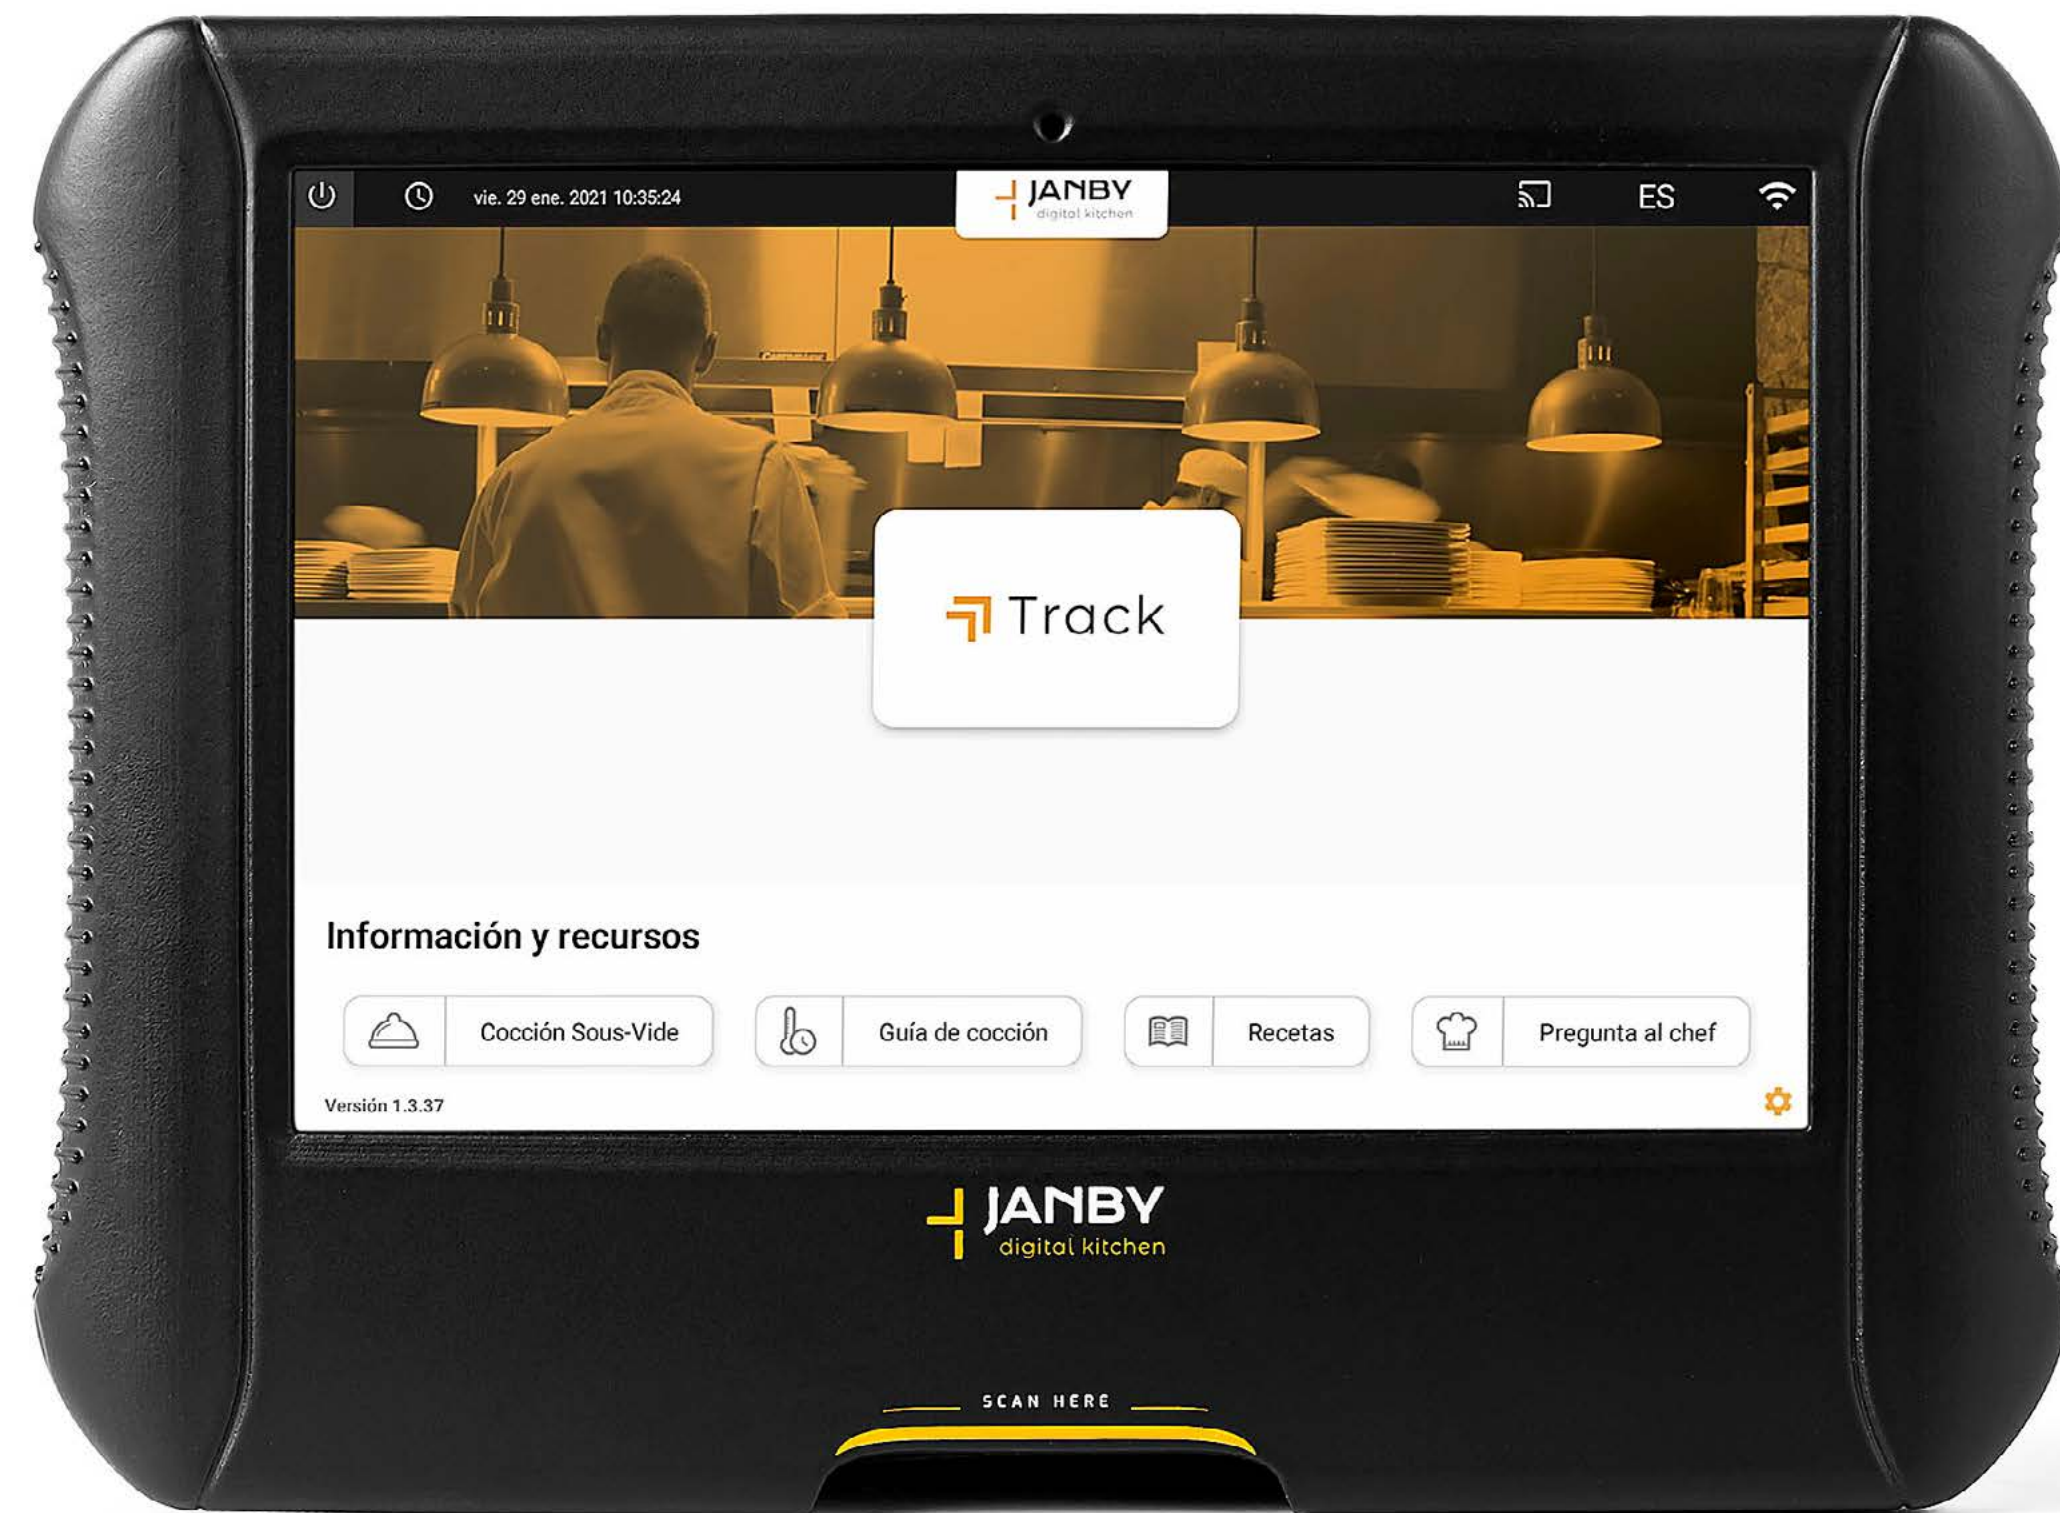 vie. 29 ene. 2021 10:35:24
JANBY
digital kitchen
ES
Track
Información y recursos
Cocción Sous-Vide
Guía de cocción
Recetas
Pregunta al chef
Versión 1.3.37
JANBY
digital kitchen
SCAN HERE